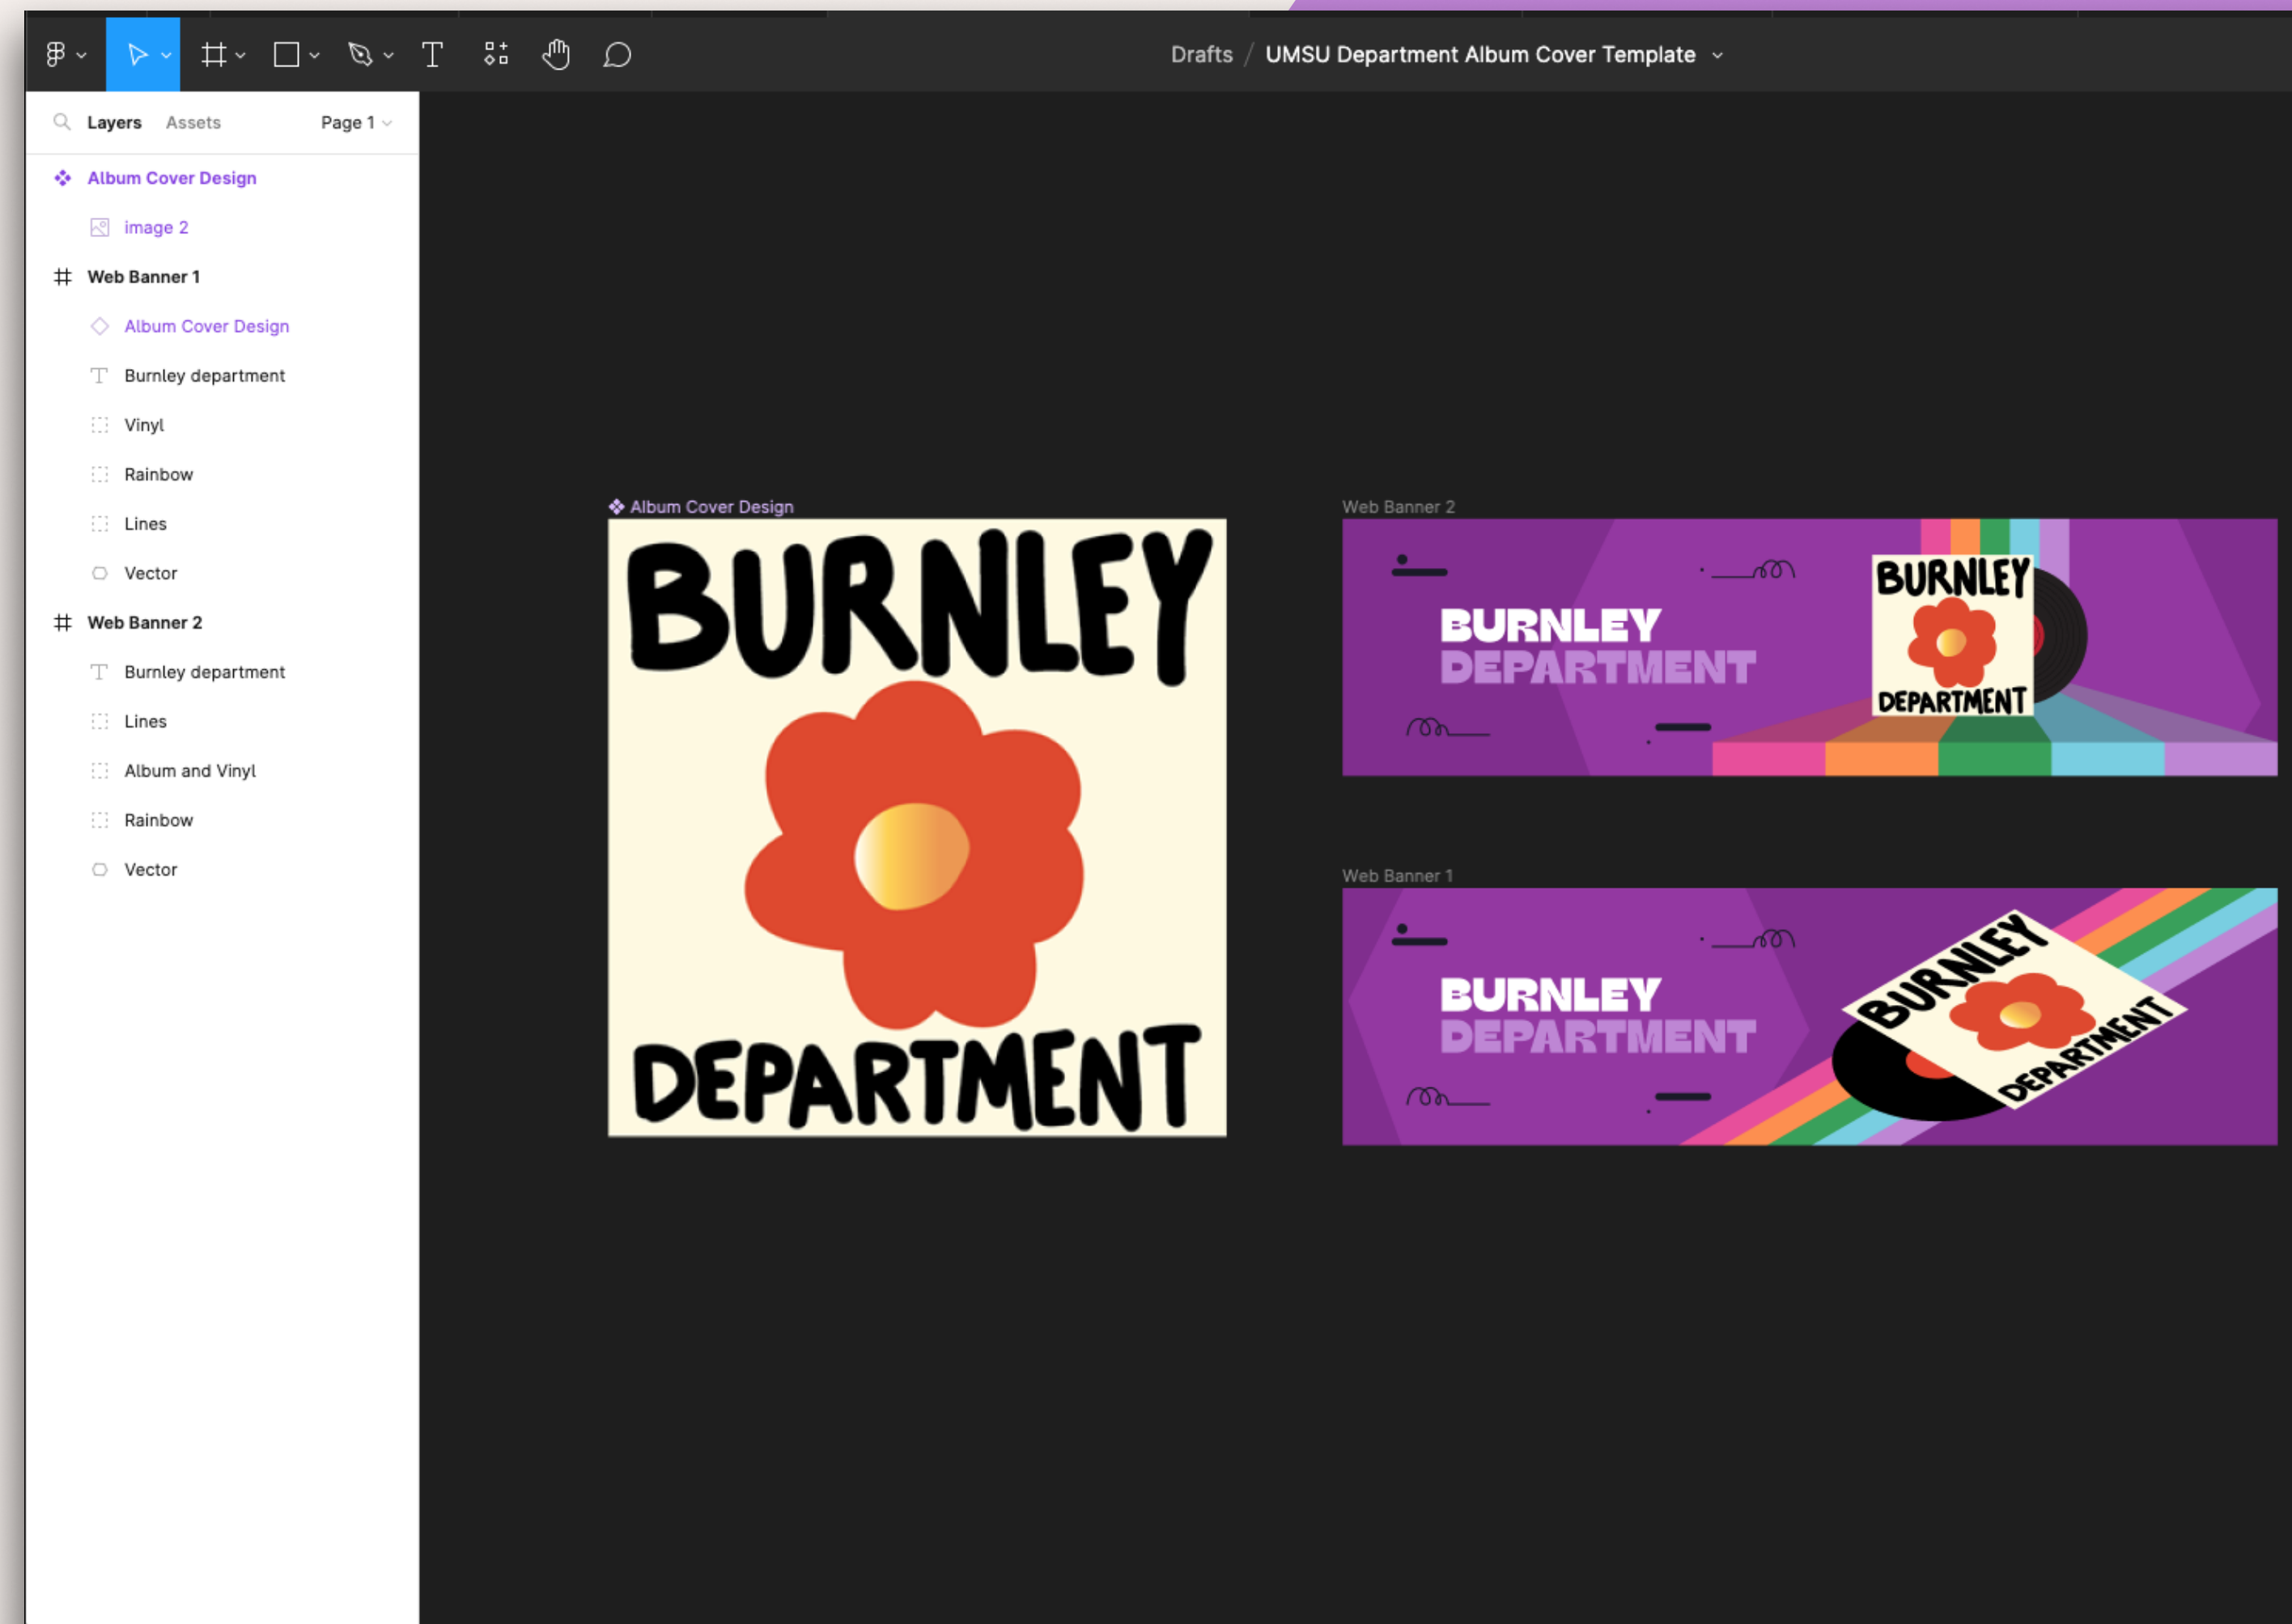 Drafts / UMSU Department Album Cover Template
Layers Assets Page 1
Album Cover Design
image 2
Web Banner 1
Album Cover Design
Burnley department
Vinyl
Rainbow
Lines
Vector
Web Banner 2
Burnley department
Lines
Album and Vinyl
Rainbow
Vector
Album Cover Design
BURNLEY
DEPARTMENT
Web Banner 2
BURNLEY
DEPARTMENT
BURNLEY
DEPARTMENT
Web Banner 1
BURNLEY
DEPARTMENT
BURNLEY
DEPARTMENT